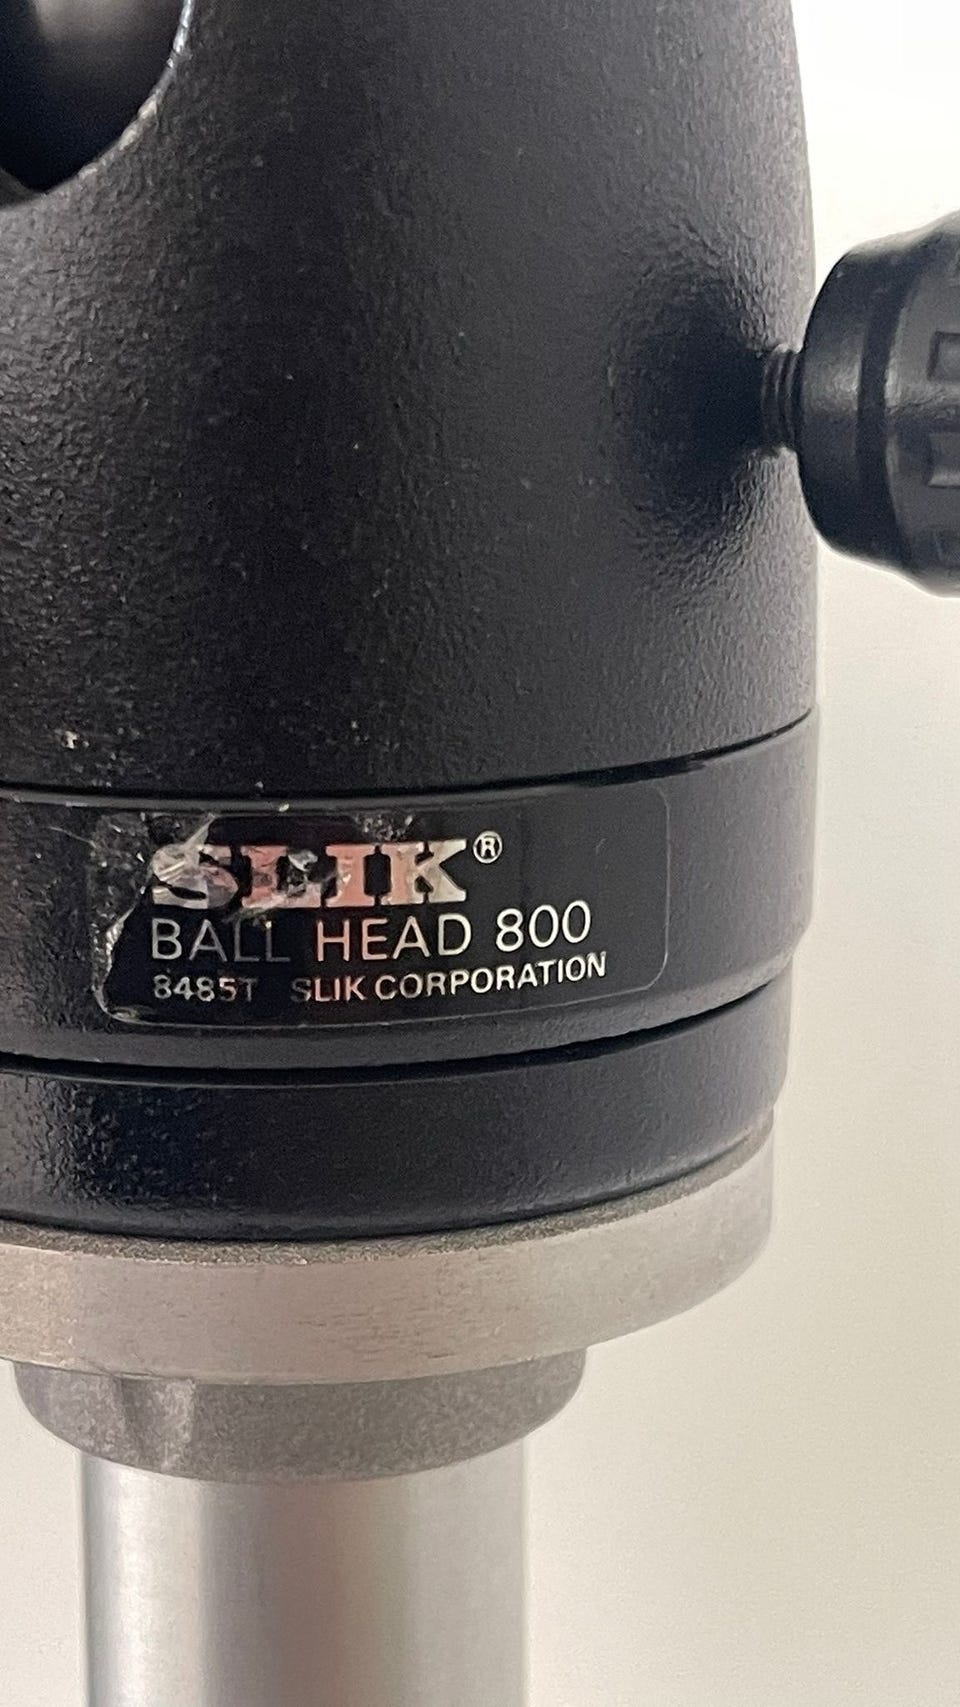 SLIK®
BALL HEAD 800
8485T SLIK CORPORATION